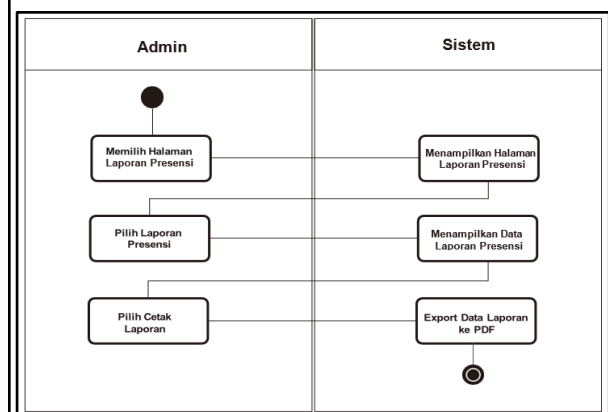 Admin
Sistem
Memilih Halaman
Laporan Presensi
Menampilkan Halaman
Laporan Presensi
Pilih Laporan
Presensi
Menampilkan Data
Laporan Presensi
Pilih Cetak
Laporan
Export Data Laporan
ke PDF